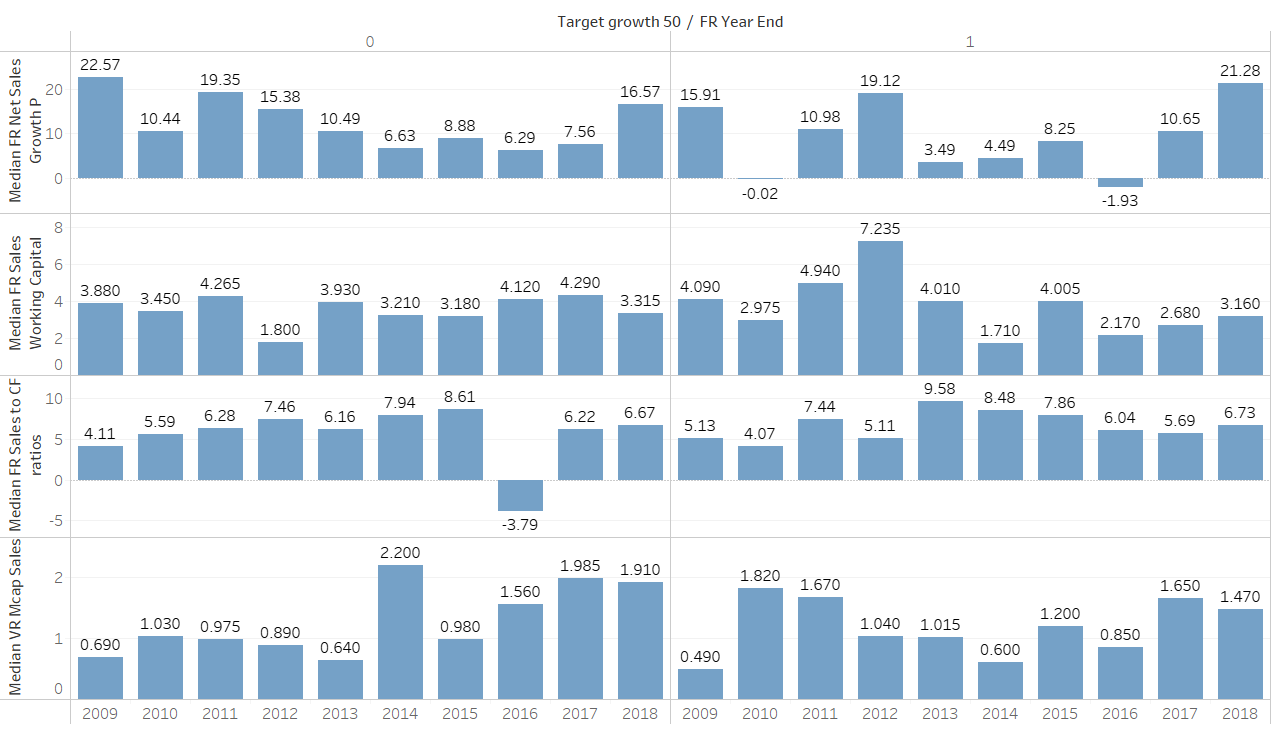 Target growth 50 / FR Year End
0 1
Median FR Net Sales
Growth P
20
10
0
22.57 10.44 19.35 15.38 10.49 6.63 8.88 6.29 7.56 16.57
15.91 -0.02 10.98 19.12 3.49 4.49 8.25 -1.93 10.65 21.28
Median FR Sales
Working Capital
8
6
4
2
0
3.880 3.450 4.265 1.800 3.930 3.210 3.180 4.120 4.290 3.315
4.090 2.975 4.940 7.235 4.010 1.710 4.005 2.170 2.680 3.160
Median FR Sales to CF
ratios
10
5
0
-5
4.11 5.59 6.28 7.46 6.16 7.94 8.61 -3.79 6.22 6.67
5.13 4.07 7.44 5.11 9.58 8.48 7.86 6.04 5.69 6.73
Median VR Mcap Sales
2
1
0
0.690 1.030 0.975 0.890 0.640 2.200 0.980 1.560 1.985 1.910
0.490 1.820 1.670 1.040 1.015 0.600 1.200 0.850 1.650 1.470
2009 2010 2011 2012 2013 2014 2015 2016 2017 2018 2009 2010 2011 2012 2013 2014 2015 2016 2017 2018